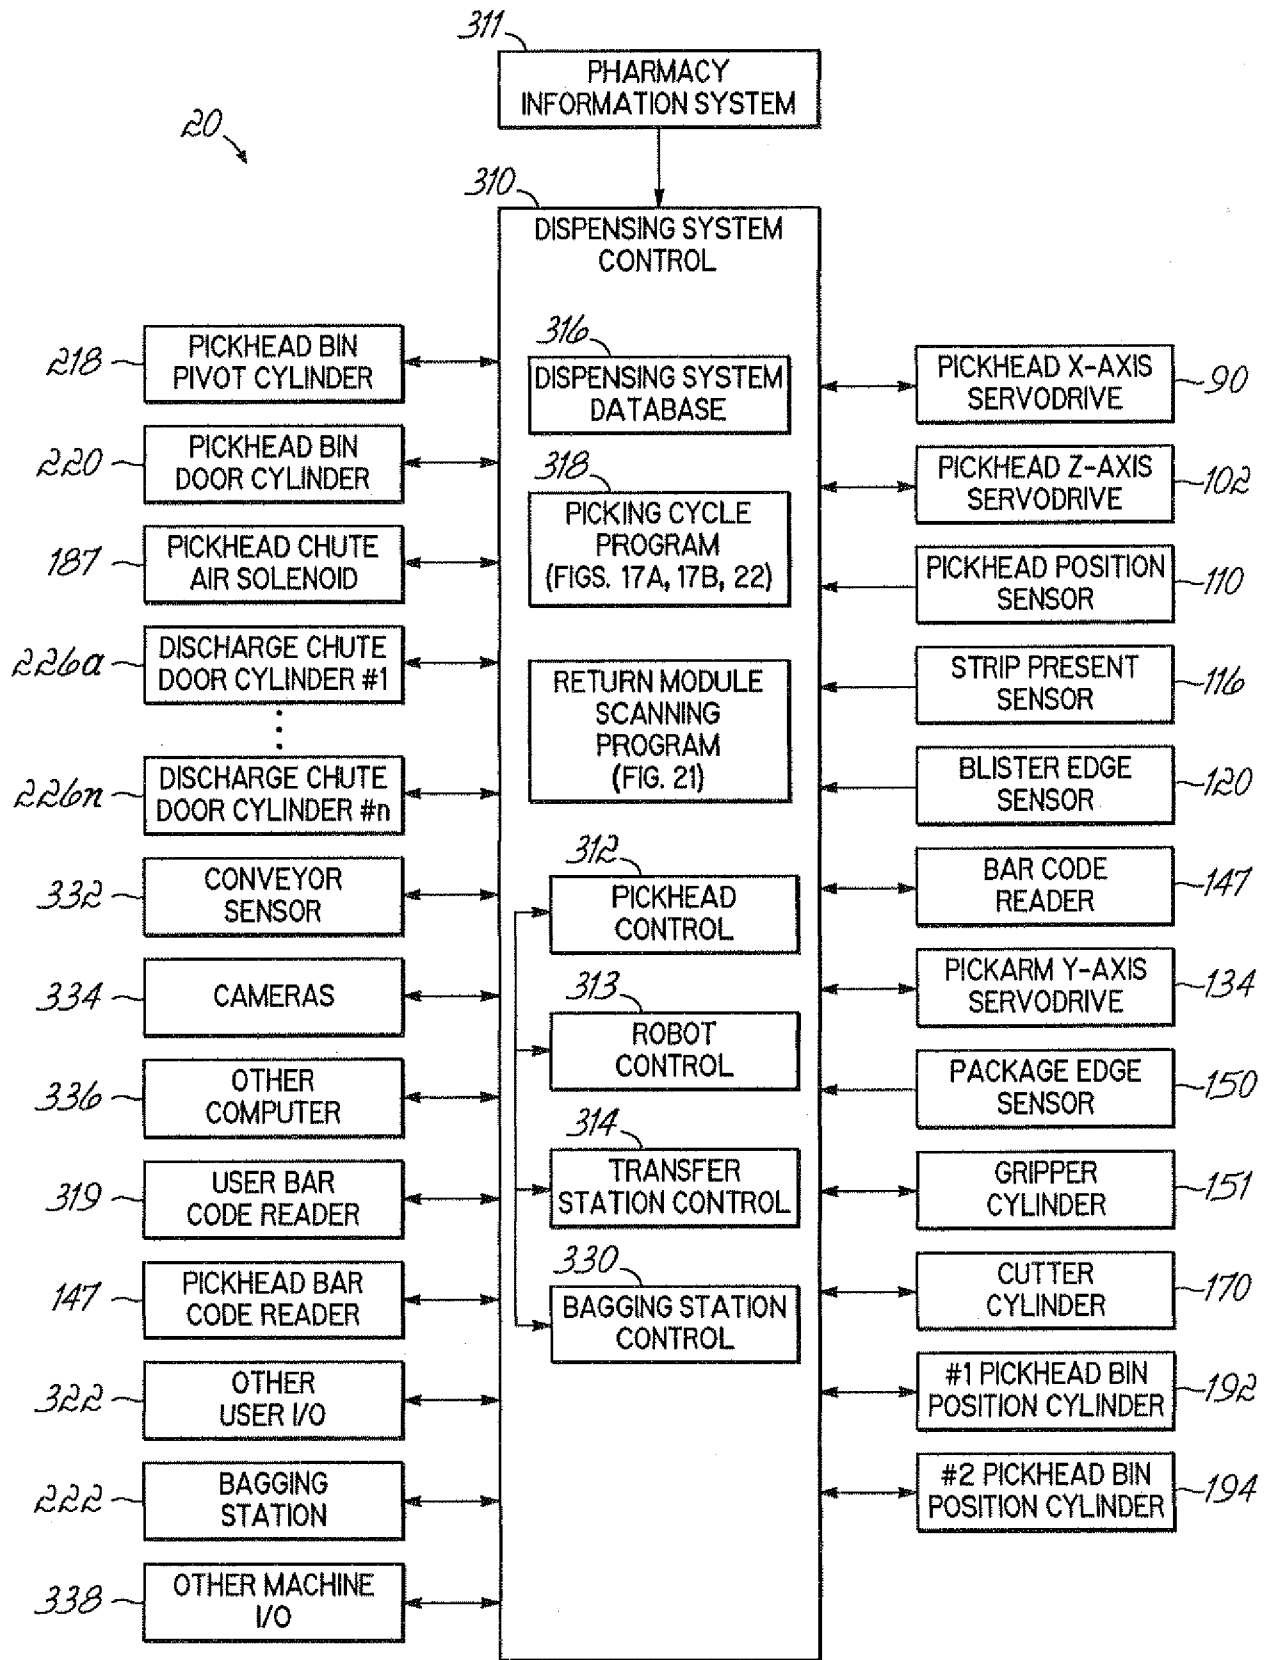 311
PHARMACY
INFORMATION SYSTEM
20
310
DISPENSING SYSTEM
CONTROL
316
DISPENSING SYSTEM
DATABASE
318
PICKING CYCLE
PROGRAM
(FIGS. 17A, 17B, 22)
RETURN MODULE
SCANNING
PROGRAM
(FIG. 21)
312
PICKHEAD
CONTROL
313
ROBOT
CONTROL
314
TRANSFER
STATION CONTROL
330
BAGGING STATION
CONTROL
218
PICKHEAD BIN
PIVOT CYLINDER
220
PICKHEAD BIN
DOOR CYLINDER
187
PICKHEAD CHUTE
AIR SOLENOID
226a
DISCHARGE CHUTE
DOOR CYLINDER #1
226n
DISCHARGE CHUTE
DOOR CYLINDER #n
332
CONVEYOR
SENSOR
334
CAMERAS
336
OTHER
COMPUTER
319
USER BAR
CODE READER
147
PICKHEAD BAR
CODE READER
322
OTHER
USER I/O
222
BAGGING
STATION
338
OTHER MACHINE
I/O
PICKHEAD X-AXIS
SERVODRIVE
90
PICKHEAD Z-AXIS
SERVODRIVE
102
PICKHEAD POSITION
SENSOR
110
STRIP PRESENT
SENSOR
116
BLISTER EDGE
SENSOR
120
BAR CODE
READER
147
PICKARM Y-AXIS
SERVODRIVE
134
PACKAGE EDGE
SENSOR
150
GRIPPER
CYLINDER
151
CUTTER
CYLINDER
170
#1 PICKHEAD BIN
POSITION CYLINDER
192
#2 PICKHEAD BIN
POSITION CYLINDER
194